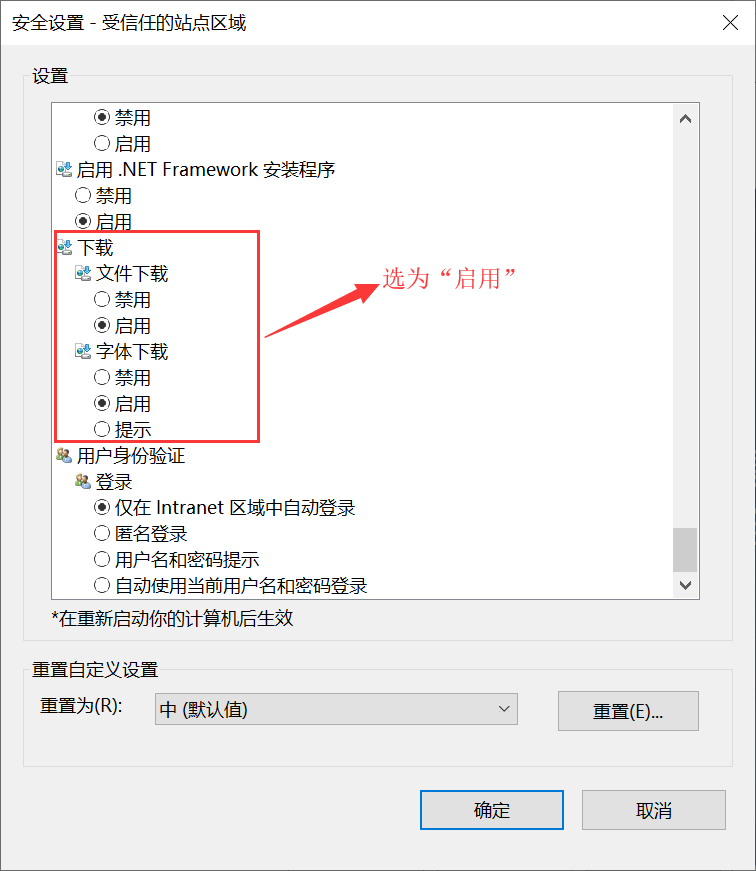 安全设置 - 受信任的站点区域
设置
禁用
启用
启用 .NET Framework 安装程序
禁用
启用
下载
文件下载
禁用
启用
选为“启用”
字体下载
禁用
启用
提示
用户身份验证
登录
仅在 Intranet 区域中自动登录
匿名登录
用户名和密码提示
自动使用当前用户名和密码登录
*在重新启动你的计算机后生效
重置自定义设置
重置为(R):
中 (默认值)
重置(E)...
确定
取消